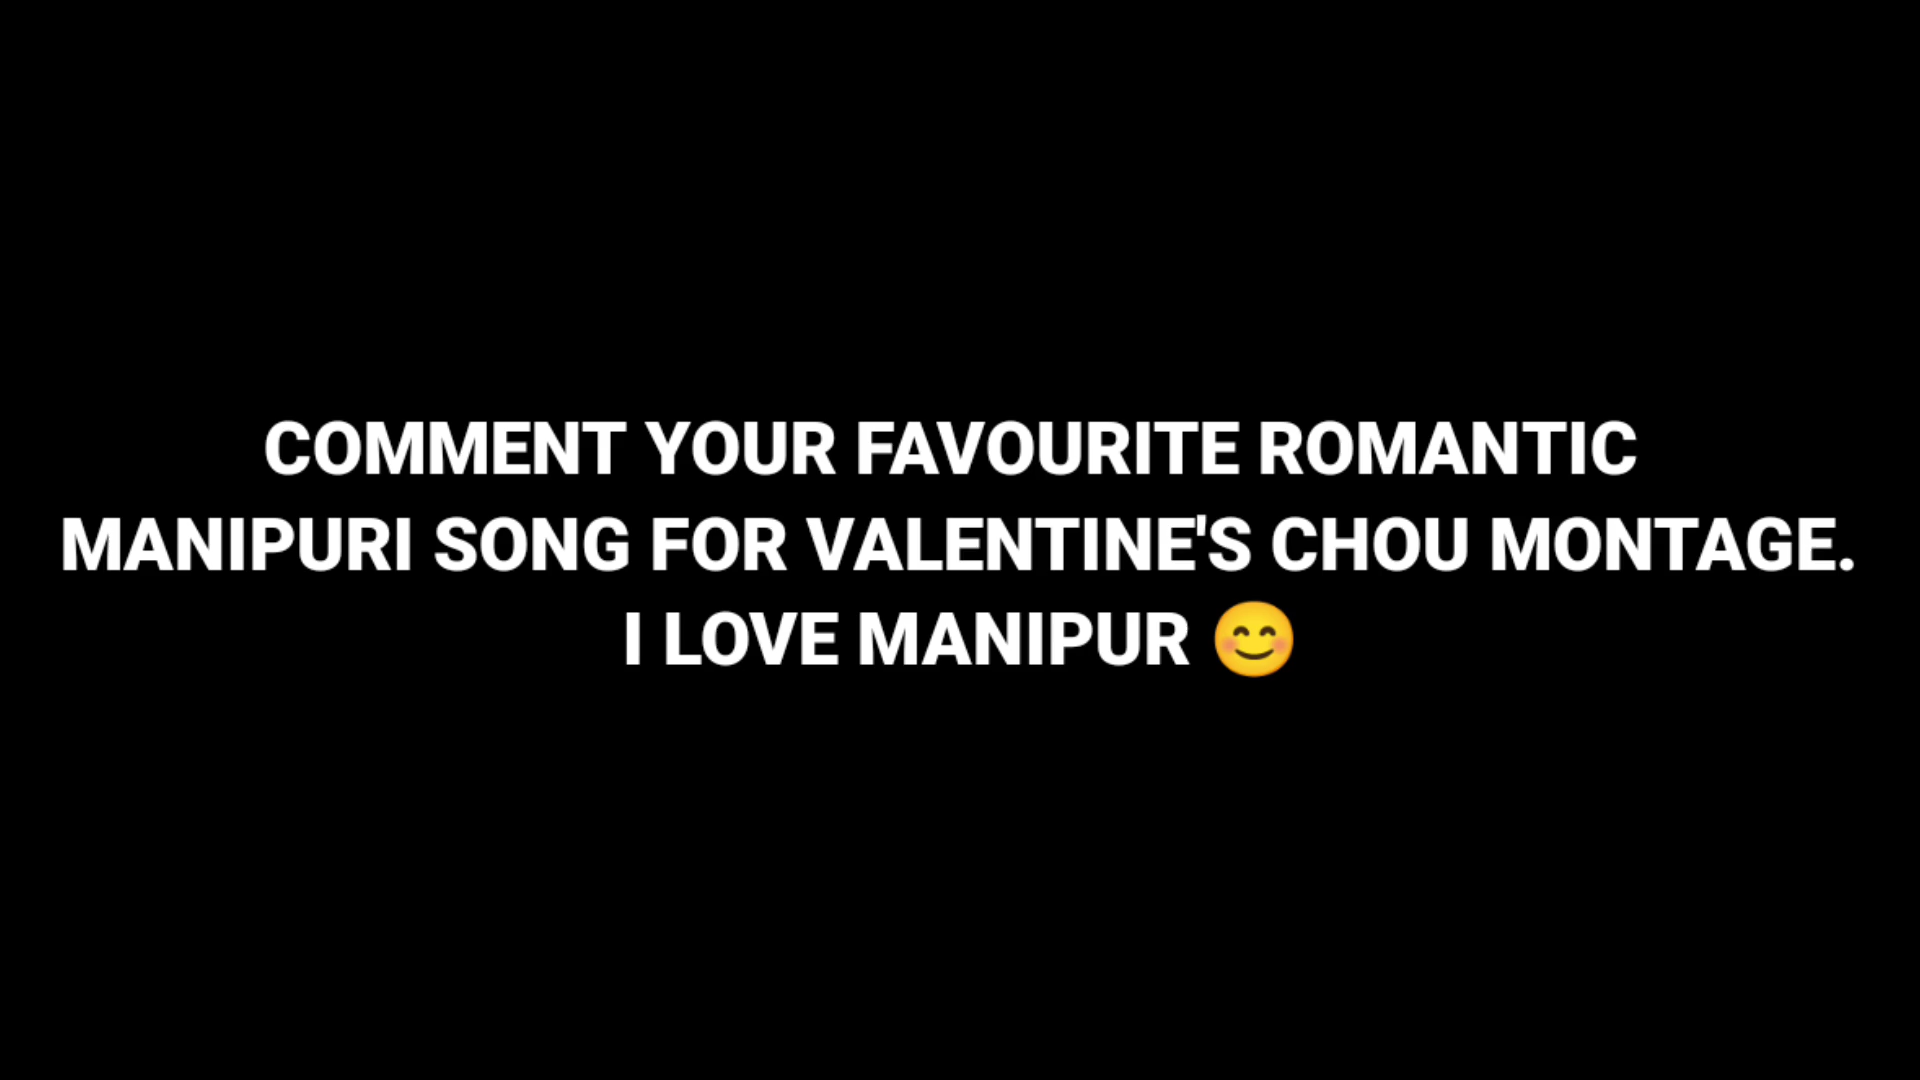 COMMENT YOUR FAVOURITE ROMANTIC
MANIPURI SONG FOR VALENTINE'S CHOU MONTAGE.
I LOVE MANIPUR 😊